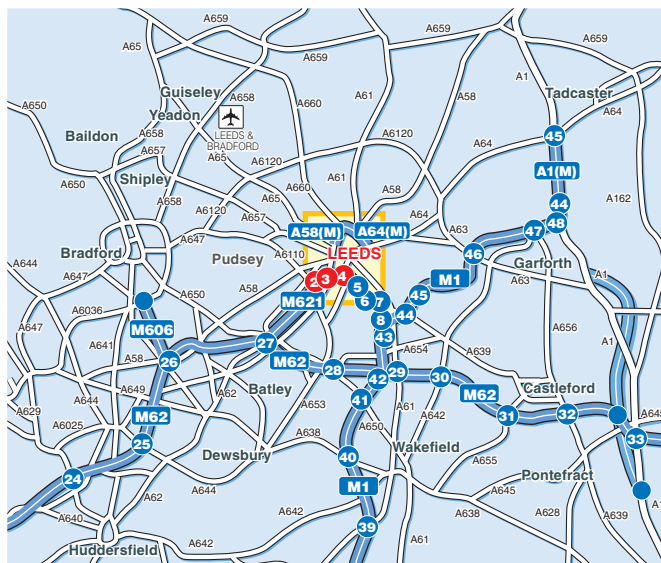 A659
A659
A659
A65
A1
Guiseley
A658
A658
Tadcaster
A650
A660
A61
A58
A64
Yeadon
LEEDS &
BRADFORD
Baildon
A658
A6120
A64
45
A657
A65
A6120
Shipley
A61
A1(M)
A650
A658
A660
A58
A162
A6120
A657
A64
44
A65
A58(M)
A64(M)
A63
47
48
A647
A6110
LEEDS
46
Bradford
Pudsey
Garforth
A647
2
3
4
5
M1
A63
A1
A650
A58
M621
6
7
45
A6036
8
44
A647
M606
43
A656
A641
27
A654
A639
A58
26
M62
28
42
29
30
Castleford
A649
A62
Batley
A642
M62
A629
M62
A653
41
A61
31
32
A645
A6025
A638
A650
25
Wakefield
33
Dewsbury
40
A655
24
A644
M1
Pontefract
A62
A645
A640
A642
39
A638
A628
A639
A1
Huddersfield
A642
A61